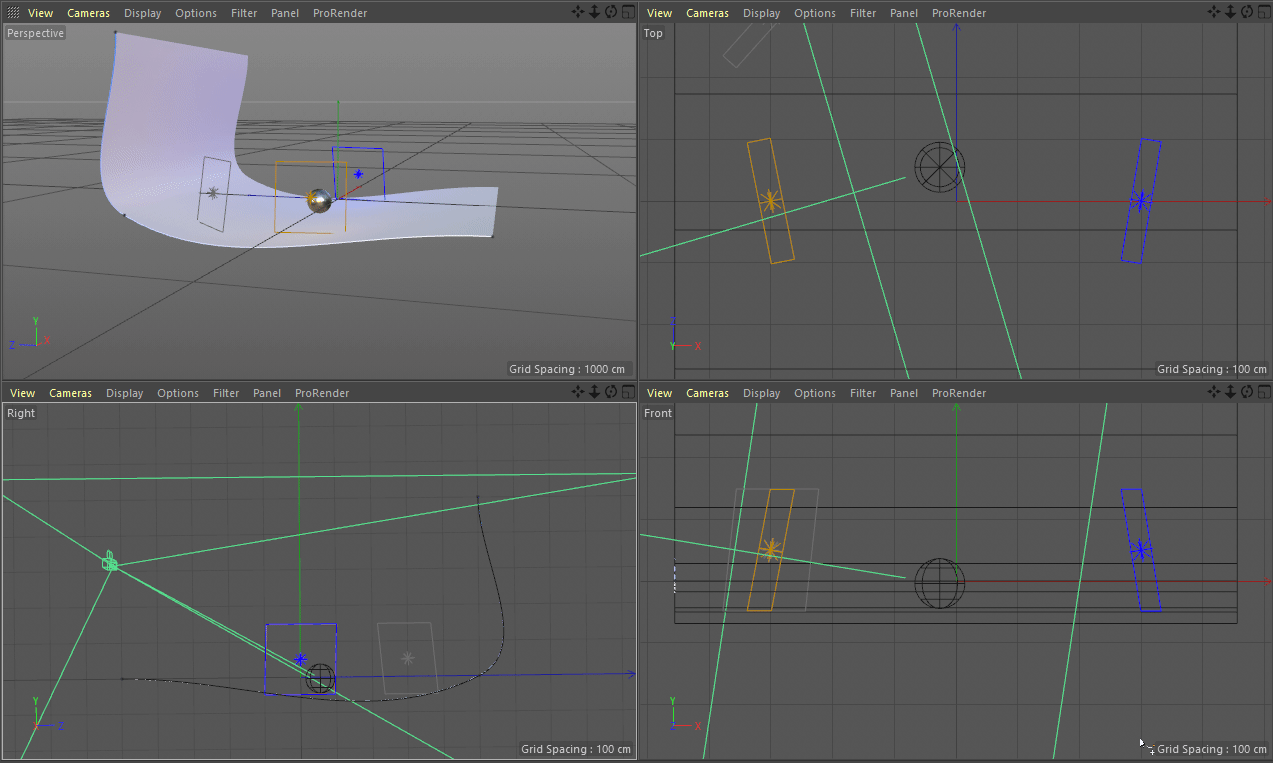 View Cameras Display Options Filter Panel ProRender
Perspective
Y
Z X
Grid Spacing : 1000 cm
View Cameras Display Options Filter Panel ProRender
Top
Z
Y X
Grid Spacing : 100 cm
View Cameras Display Options Filter Panel ProRender
Right
Y
X Z
Grid Spacing : 100 cm
View Cameras Display Options Filter Panel ProRender
Front
Y
Z X
Grid Spacing : 100 cm